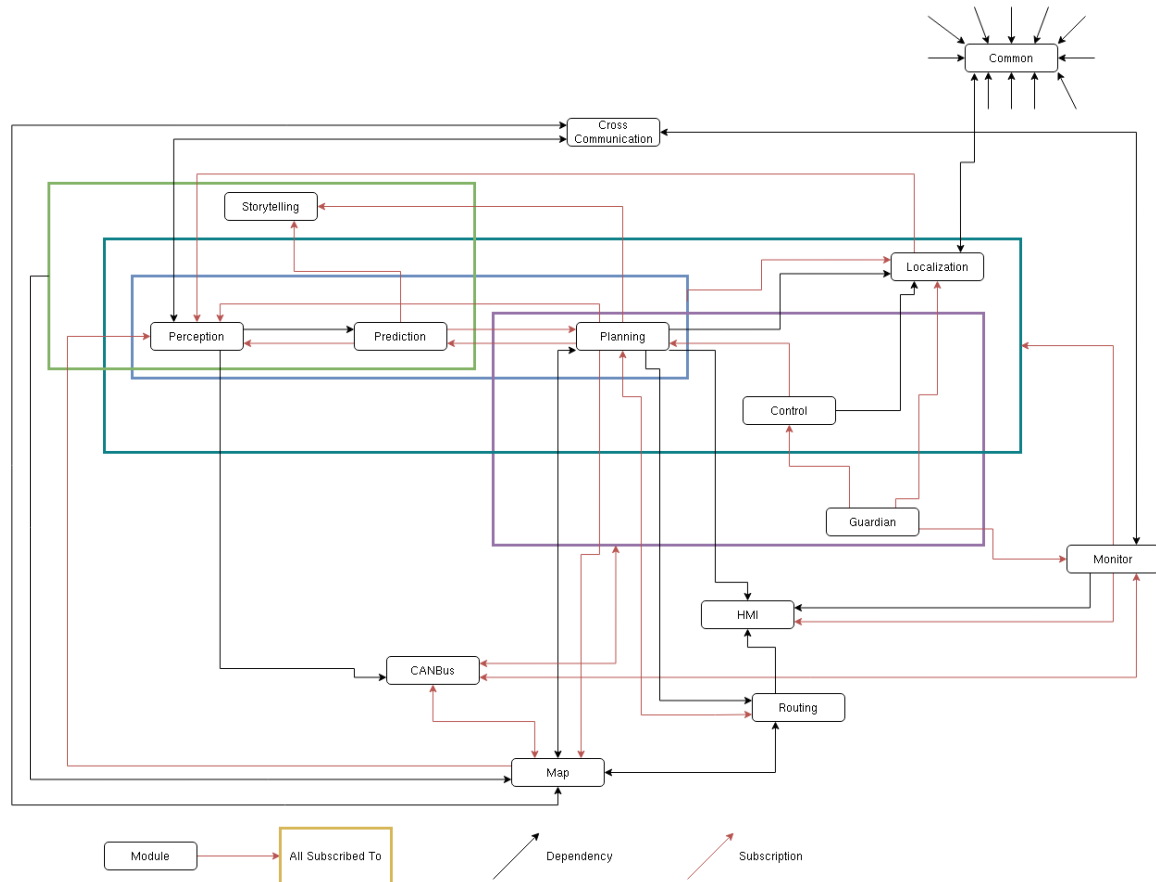 Common
Cross
Communication
Storytelling
Localization
Perception
Prediction
Planning
Control
Guardian
Monitor
HMI
CANBus
Routing
Map
Module
All Subscribed To
Dependency
Subscription